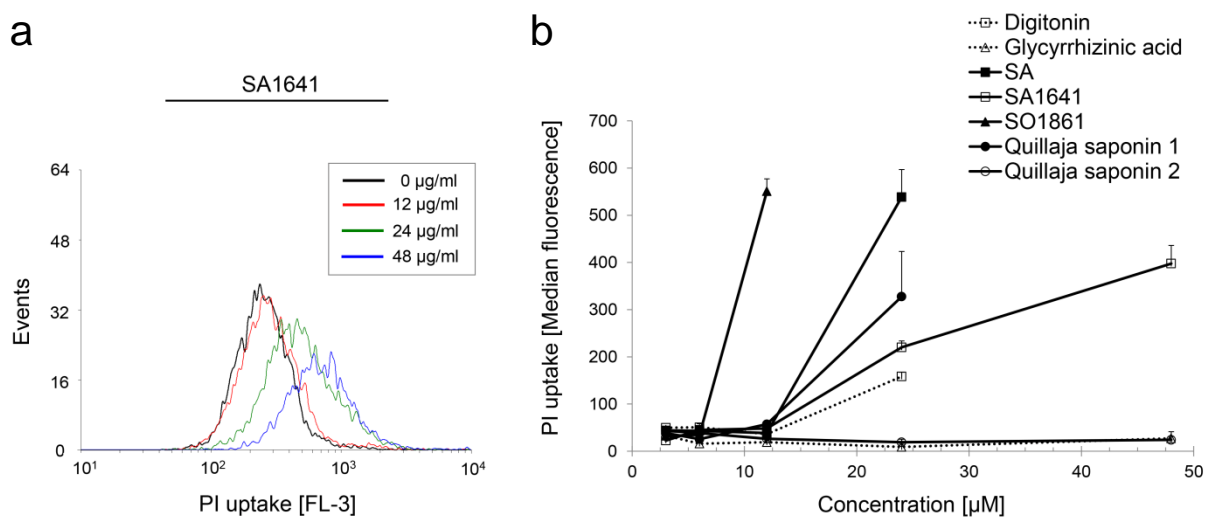 a
SA1641
0 µg/ml
12 µg/ml
24 µg/ml
48 µg/ml
64
48
32
16
0
Events
10¹ 10² 10³ 10⁴
PI uptake [FL-3]
b
Digitonin
Glycyrrhizinic acid
SA
SA1641
SO1861
Quillaja saponin 1
Quillaja saponin 2
700
600
500
400
300
200
100
0
PI uptake [Median fluorescence]
0 10 20 30 40 50
Concentration [µM]